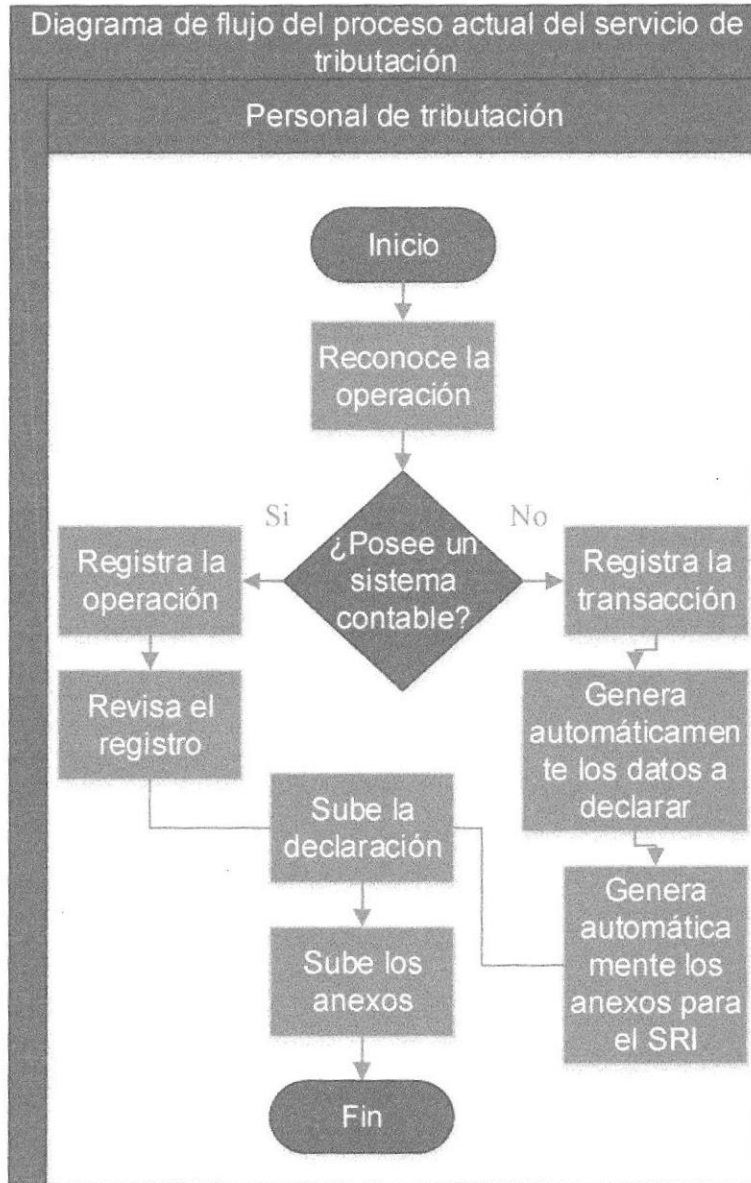 Diagrama de flujo del proceso actual del servicio de
tributación
Personal de tributación
Inicio
Reconoce la
operación
¿Posee un
sistema
contable?
Si
No
Registra la
operación
Revisa el
registro
Registra la
transacción
Genera
automáticamen
te los datos a
declarar
Genera
automática
mente los
anexos para
el SRI
Sube la
declaración
Sube los
anexos
Fin